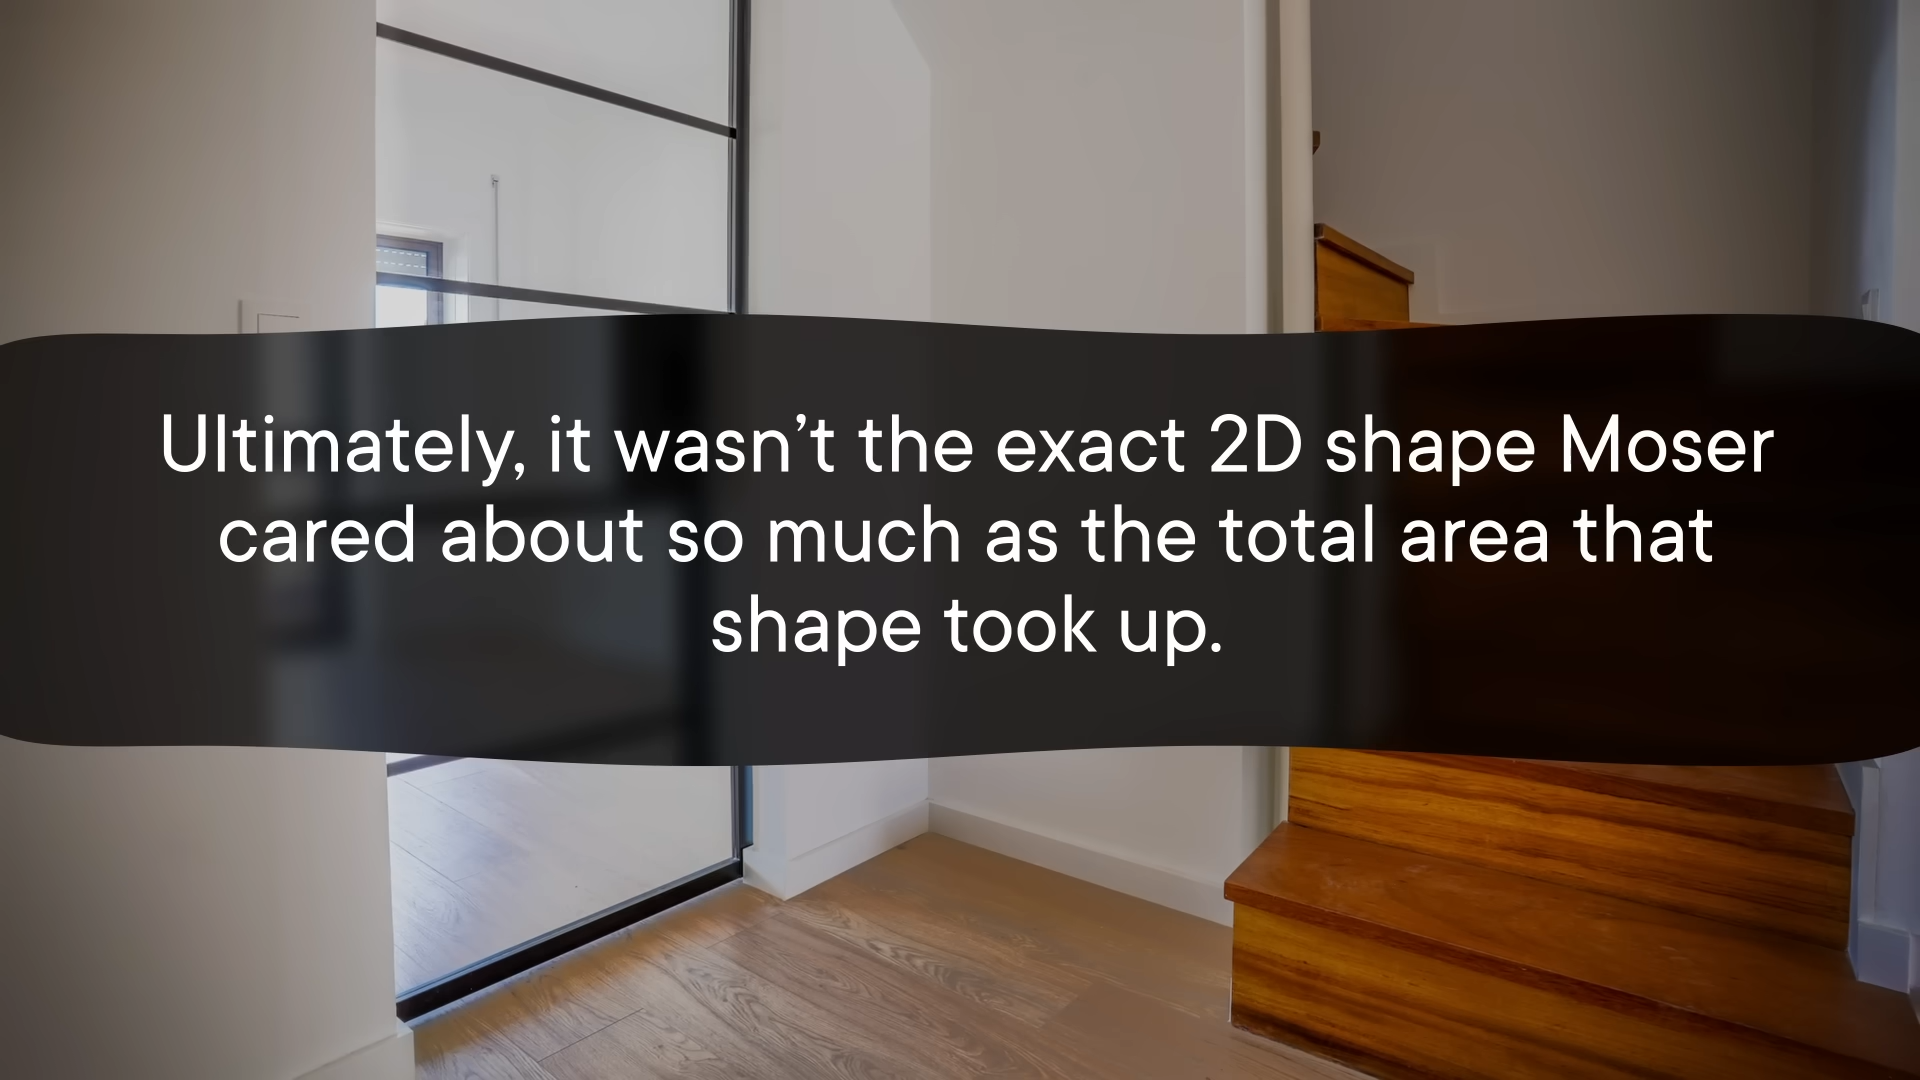 Ultimately, it wasn’t the exact 2D shape Moser
cared about so much as the total area that
shape took up.